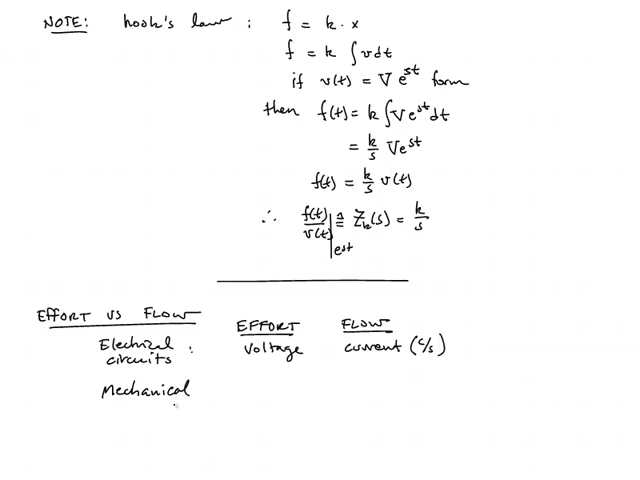 NOTE: hook's law : f = k · x
f = k ∫ v dt
if v(t) = V e^st form
then f(t) = k ∫ V e^st dt
= k/s V e^st
f(t) = k/s v(t)
∴ f(t)/v(t) |e^st ≜ Z_k(s) = k/s
EFFORT VS FLOW
EFFORT FLOW
Electrical circuits : Voltage current (C/s)
Mechanical